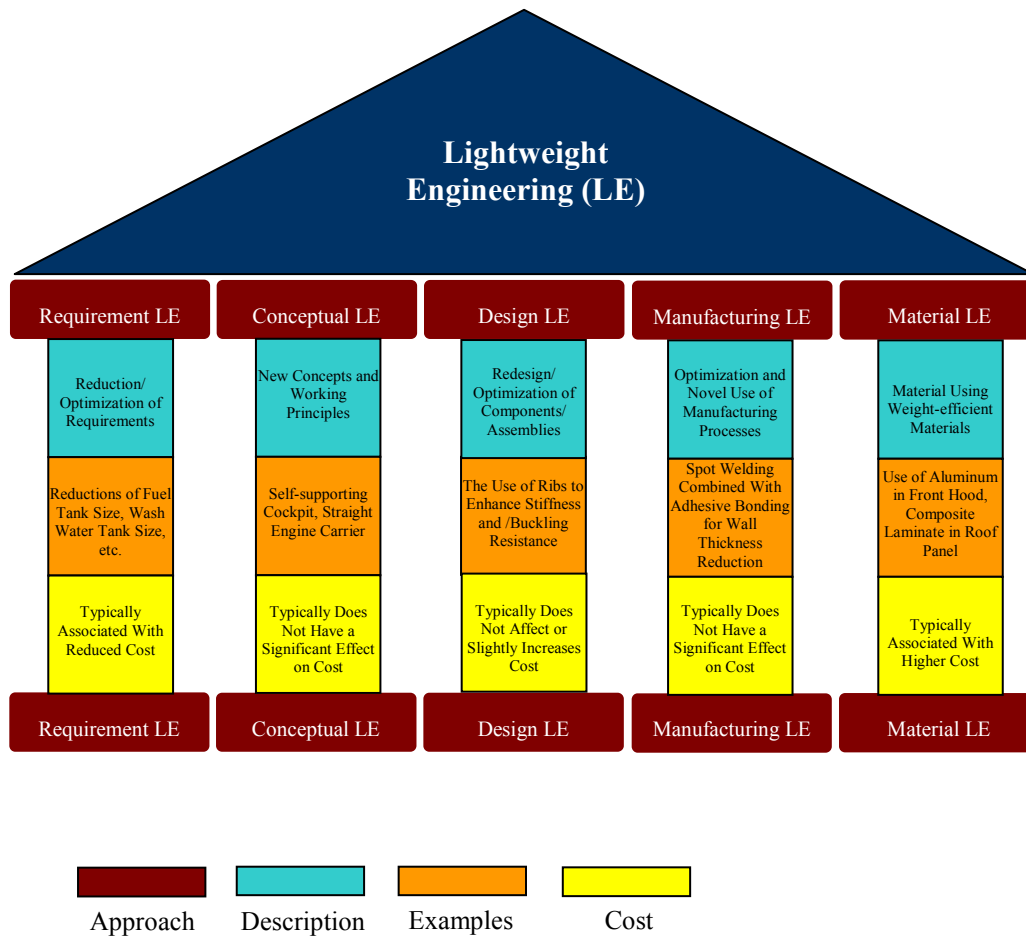 Lightweight
Engineering (LE)
Requirement LE
Conceptual LE
Design LE
Manufacturing LE
Material LE
Reduction/
Optimization of
Requirements
New Concepts and
Working
Principles
Redesign/
Optimization of
Components/
Assemblies
Optimization and
Novel Use of
Manufacturing
Processes
Material Using
Weight-efficient
Materials
Reductions of Fuel
Tank Size, Wash
Water Tank Size,
etc.
Self-supporting
Cockpit, Straight
Engine Carrier
The Use of Ribs to
Enhance Stiffness
and /Buckling
Resistance
Spot Welding
Combined With
Adhesive Bonding
for Wall
Thickness
Reduction
Use of Aluminum
in Front Hood,
Composite
Laminate in Roof
Panel
Typically
Associated With
Reduced Cost
Typically Does
Not Have a
Significant Effect
on Cost
Typically Does
Not Affect or
Slightly Increases
Cost
Typically Does
Not Have a
Significant Effect
on Cost
Typically
Associated With
Higher Cost
Requirement LE
Conceptual LE
Design LE
Manufacturing LE
Material LE
Approach
Description
Examples
Cost